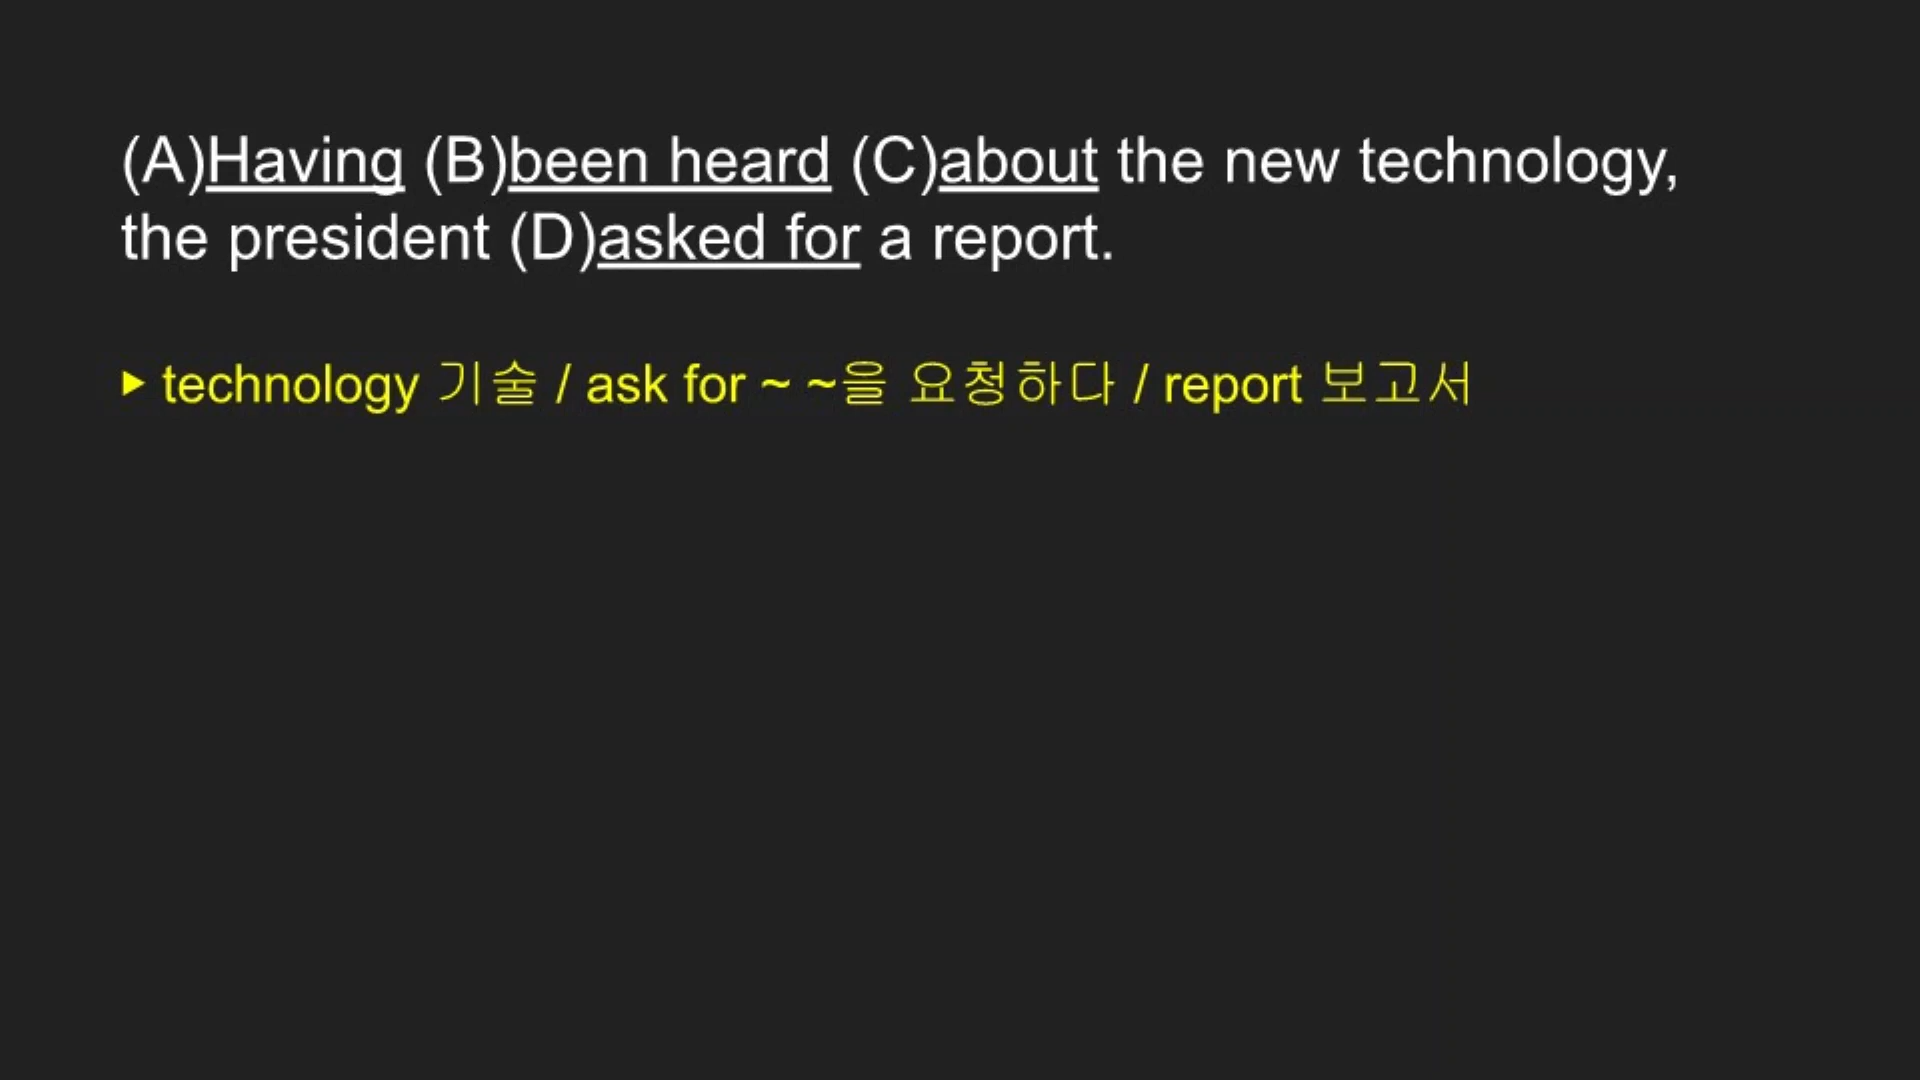 (A)Having (B)been heard (C)about the new technology,
the president (D)asked for a report.
▶ technology 기술 / ask for ~ ~을 요청하다 / report 보고서